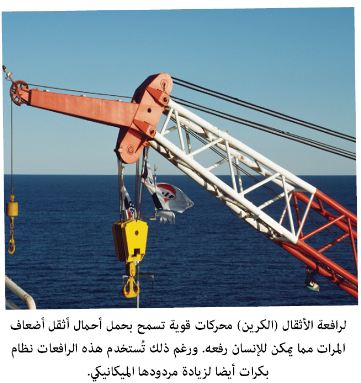 لرافعة الأثقال (الكرين) محركات قوية تسمح بحمل أحمال أثقل أضعاف
المرات مما يمكن للإنسان رفعه. ورغم ذلك تُستخدم هذه الرافعات نظام
بكرات أيضا لزيادة مردودها الميكانيكي.